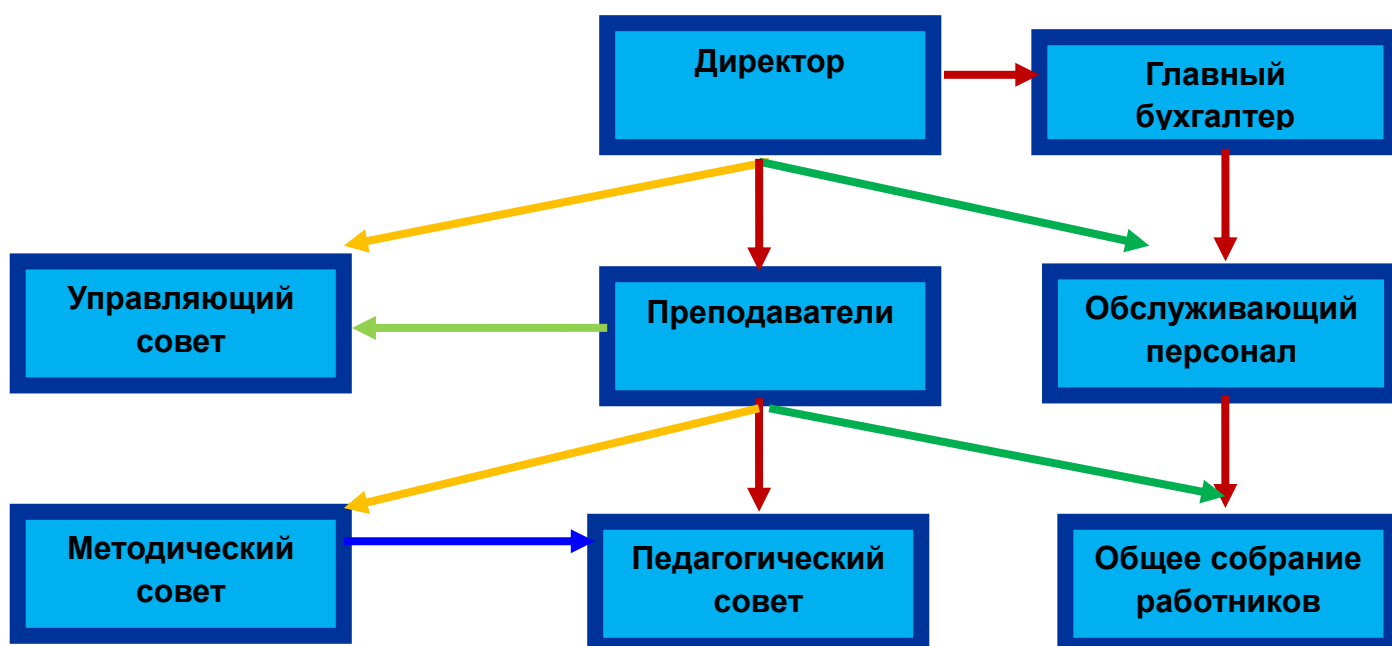 Директор
Главный
бухгалтер
Управляющий
совет
Преподаватели
Обслуживающий
персонал
Методический
совет
Педагогический
совет
Общее собрание
работников